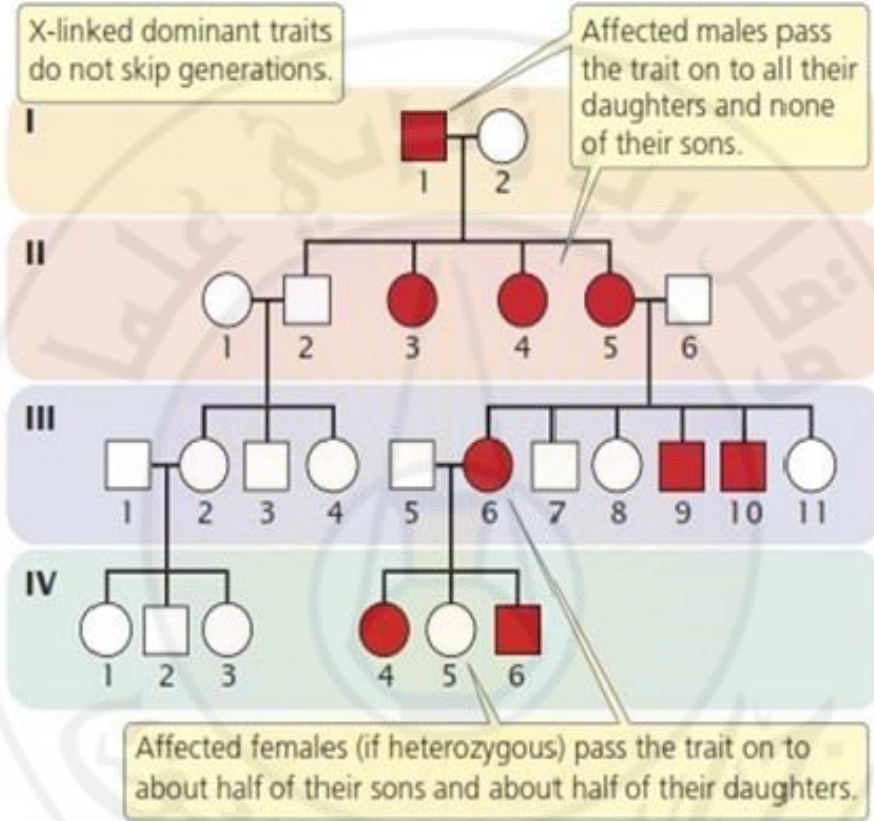 X-linked dominant traits
do not skip generations.
Affected males pass
the trait on to all their
daughters and none
of their sons.
I
1 2
II
1 2 3 4 5 6
III
1 2 3 4 5 6 7 8 9 10 11
IV
1 2 3 4 5 6
Affected females (if heterozygous) pass the trait on to
about half of their sons and about half of their daughters.